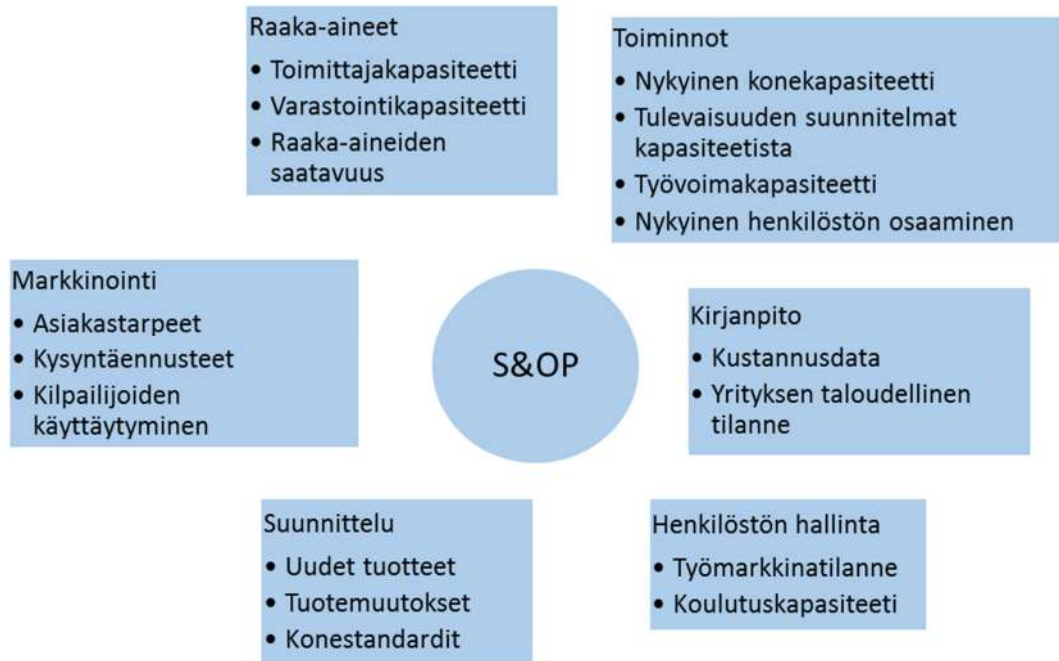 Raaka-aineet
• Toimittajakapasiteetti
• Varastointikapasiteetti
• Raaka-aineiden
saatavuus
Toiminnot
• Nykyinen konekapasiteetti
• Tulevaisuuden suunnitelmat
kapasiteetista
• Työvoimakapasiteetti
• Nykyinen henkilöstön osaaminen
Markkinointi
• Asiakastarpeet
• Kysyntäennusteet
• Kilpailijoiden
käyttäytyminen
S&OP
Kirjanpito
• Kustannusdata
• Yrityksen taloudellinen
tilanne
Suunnittelu
• Uudet tuotteet
• Tuotemuutokset
• Konestandardit
Henkilöstön hallinta
• Työmarkkinatilanne
• Koulutuskapasiteeti